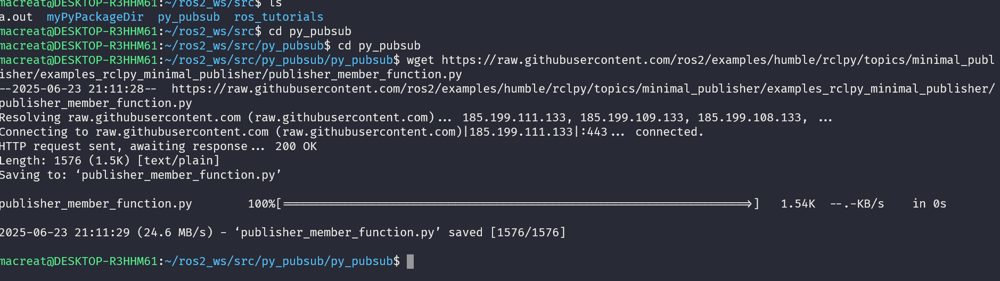 macreat@DESKTOP-R3HHM61:~/ros2_ws/src$ ls
a.out  myPyPackageDir  py_pubsub  ros_tutorials
macreat@DESKTOP-R3HHM61:~/ros2_ws/src$ cd py_pubsub
macreat@DESKTOP-R3HHM61:~/ros2_ws/src/py_pubsub$ cd py_pubsub
macreat@DESKTOP-R3HHM61:~/ros2_ws/src/py_pubsub/py_pubsub$ wget https://raw.githubusercontent.com/ros2/examples/humble/rclpy/topics/minimal_publ
isher/examples_rclpy_minimal_publisher/publisher_member_function.py
--2025-06-23 21:11:28--  https://raw.githubusercontent.com/ros2/examples/humble/rclpy/topics/minimal_publisher/examples_rclpy_minimal_publisher/
publisher_member_function.py
Resolving raw.githubusercontent.com (raw.githubusercontent.com)... 185.199.111.133, 185.199.109.133, 185.199.108.133, ...
Connecting to raw.githubusercontent.com (raw.githubusercontent.com)|185.199.111.133|:443... connected.
HTTP request sent, awaiting response... 200 OK
Length: 1576 (1.5K) [text/plain]
Saving to: ‘publisher_member_function.py’
publisher_member_function.py        100%[===================================================================>]   1.54K  --.-KB/s    in 0s
2025-06-23 21:11:29 (24.6 MB/s) - ‘publisher_member_function.py’ saved [1576/1576]
macreat@DESKTOP-R3HHM61:~/ros2_ws/src/py_pubsub/py_pubsub$